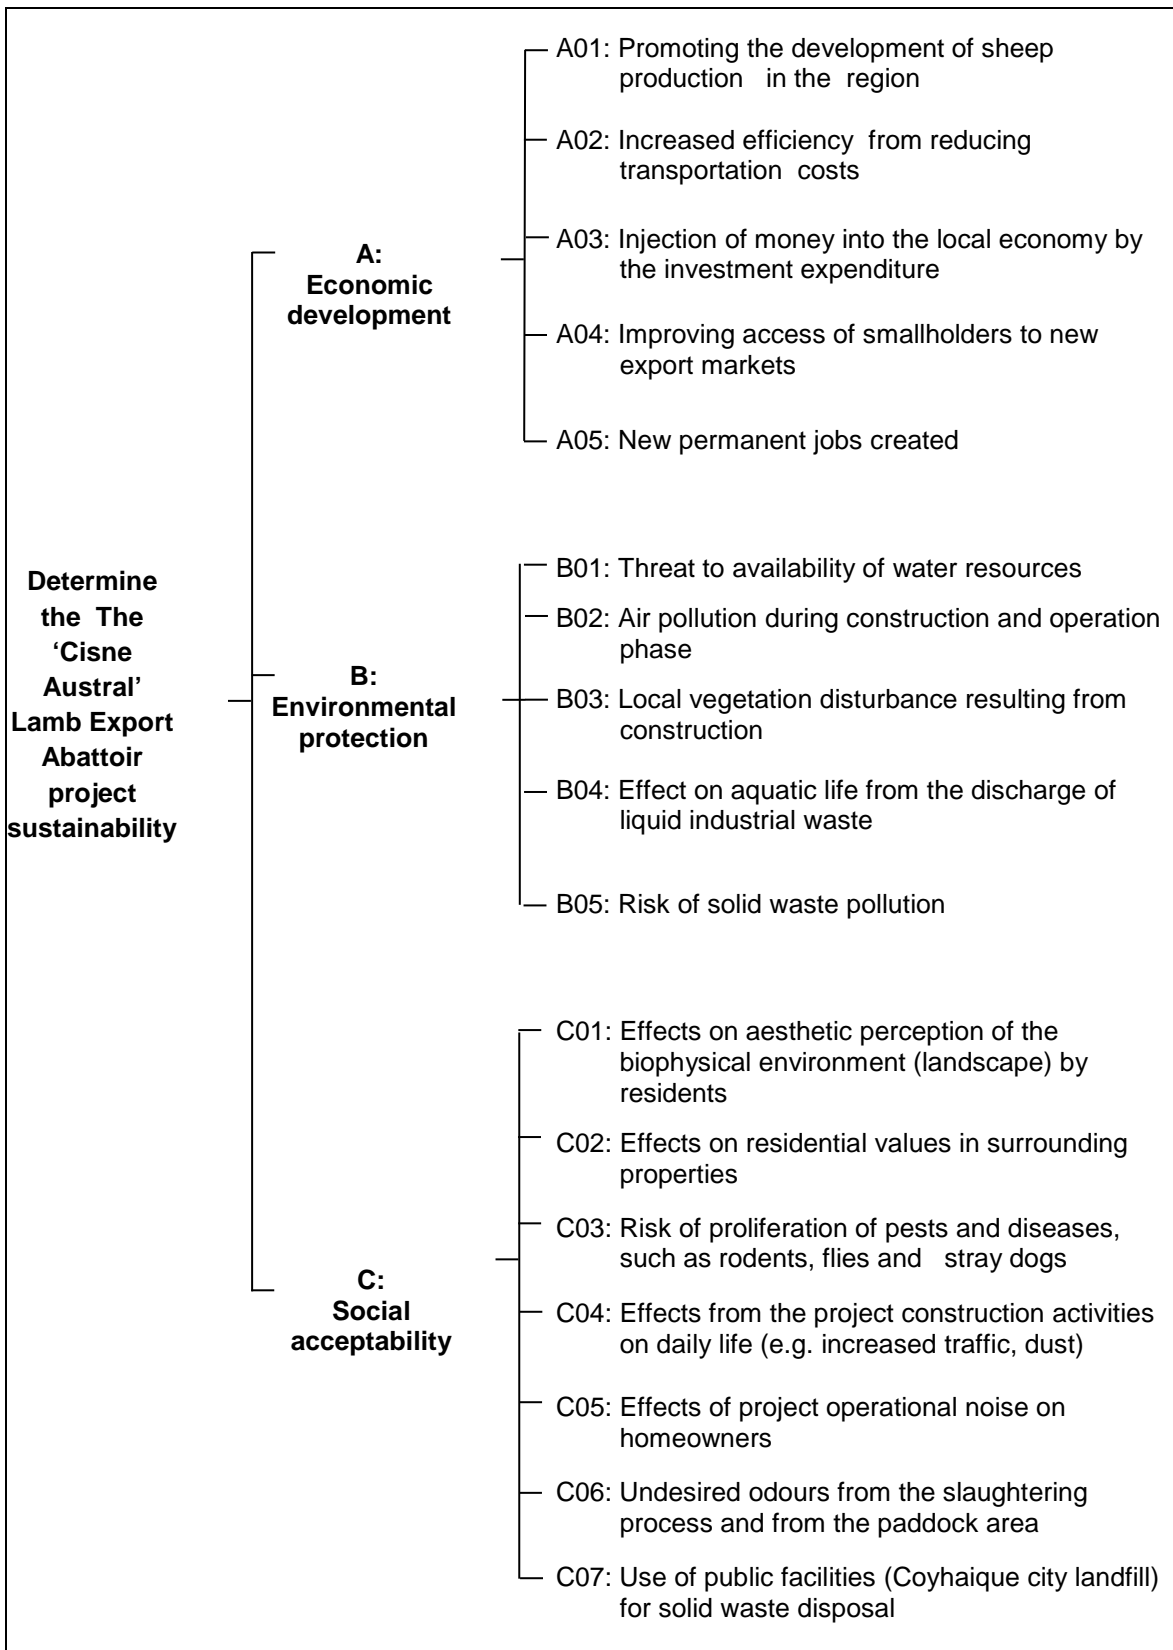 Determine
the The
‘Cisne
Austral’
Lamb Export
Abattoir
project
sustainability
A:
Economic
development
A01: Promoting the development of sheep
production in the region
A02: Increased efficiency from reducing
transportation costs
A03: Injection of money into the local economy by
the investment expenditure
A04: Improving access of smallholders to new
export markets
A05: New permanent jobs created
B:
Environmental
protection
B01: Threat to availability of water resources
B02: Air pollution during construction and operation
phase
B03: Local vegetation disturbance resulting from
construction
B04: Effect on aquatic life from the discharge of
liquid industrial waste
B05: Risk of solid waste pollution
C:
Social
acceptability
C01: Effects on aesthetic perception of the
biophysical environment (landscape) by
residents
C02: Effects on residential values in surrounding
properties
C03: Risk of proliferation of pests and diseases,
such as rodents, flies and stray dogs
C04: Effects from the project construction activities
on daily life (e.g. increased traffic, dust)
C05: Effects of project operational noise on
homeowners
C06: Undesired odours from the slaughtering
process and from the paddock area
C07: Use of public facilities (Coyhaique city landfill)
for solid waste disposal